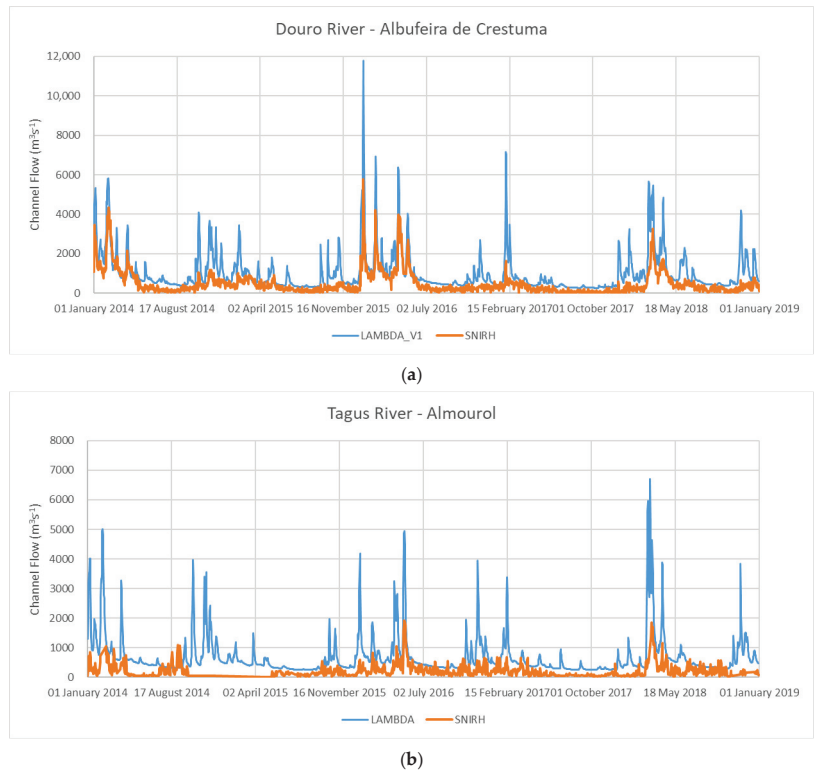 Douro River - Albufeira de Crestuma
12,000
10,000
8000
6000
4000
2000
0
Channel Flow (m³s⁻¹)
01 January 2014 17 August 2014 02 April 2015 16 November 2015 02 July 2016 15 February 2017 01 October 2017 18 May 2018 01 January 2019
LAMBDA_V1 SNIRH
(a)
Tagus River - Almourol
8000
7000
6000
5000
4000
3000
2000
1000
0
Channel Flow (m³s⁻¹)
01 January 2014 17 August 2014 02 April 2015 16 November 2015 02 July 2016 15 February 2017 01 October 2017 18 May 2018 01 January 2019
LAMBDA SNIRH
(b)